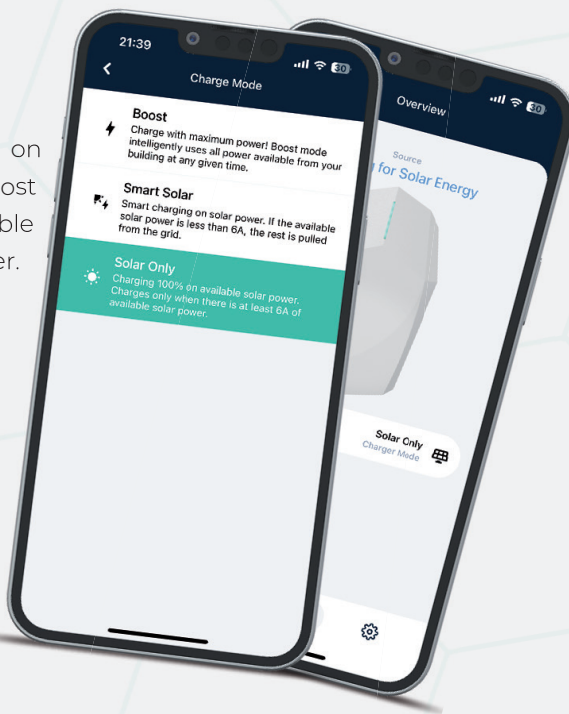 on
ost
ble
er.
21:39
30
Charge Mode
Boost
Charge with maximum power! Boost mode
intelligently uses all power available from your
building at any given time.
Smart Solar
Smart charging on solar power. If the available
solar power is less than 6A, the rest is pulled
from the grid.
Solar Only
Charging 100% on available solar power.
Charges only when there is at least 6A of
available solar power.
30
Overview
Source
g for Solar Energy
Solar Only
Charger Mode